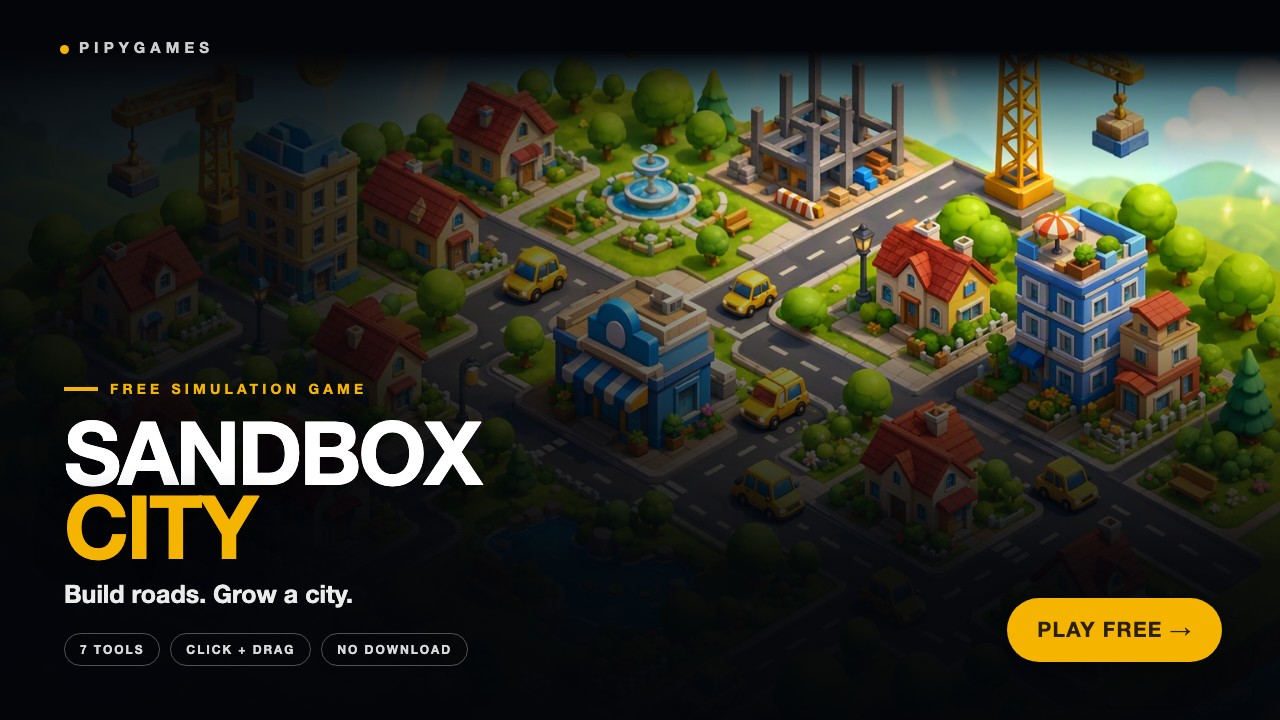 PIPYGAMES
FREE SIMULATION GAME
SANDBOX
CITY
Build roads. Grow a city.
7 TOOLS
CLICK + DRAG
NO DOWNLOAD
PLAY FREE →